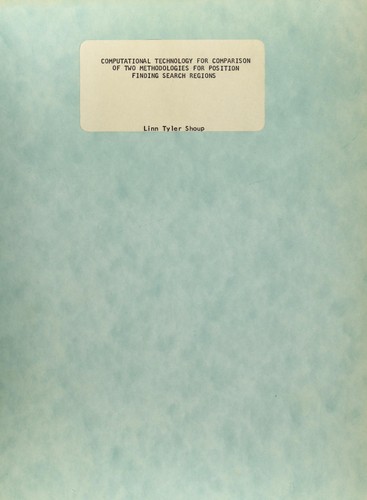 COMPUTATIONAL TECHNOLOGY FOR COMPARISON
OF TWO METHODOLOGIES FOR POSITION
FINDING SEARCH REGIONS
Linn Tyler Shoup